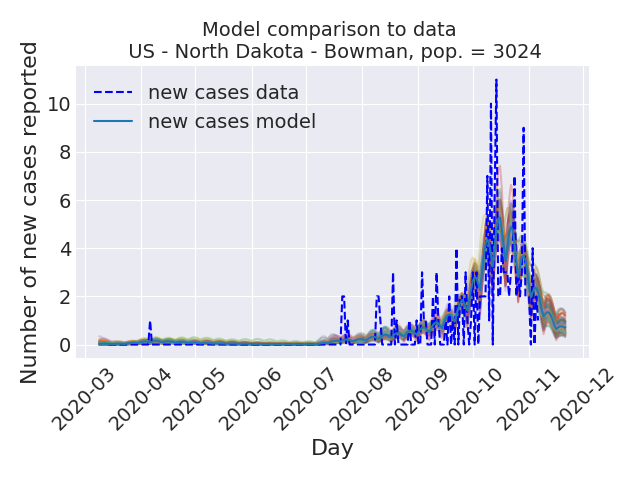 Model comparison to data
US - North Dakota - Bowman, pop. = 3024
Number of new cases reported
new cases data
new cases model
10
8
6
4
2
0
2020-03
2020-04
2020-05
2020-06
2020-07
2020-08
2020-09
2020-10
2020-11
2020-12
Day